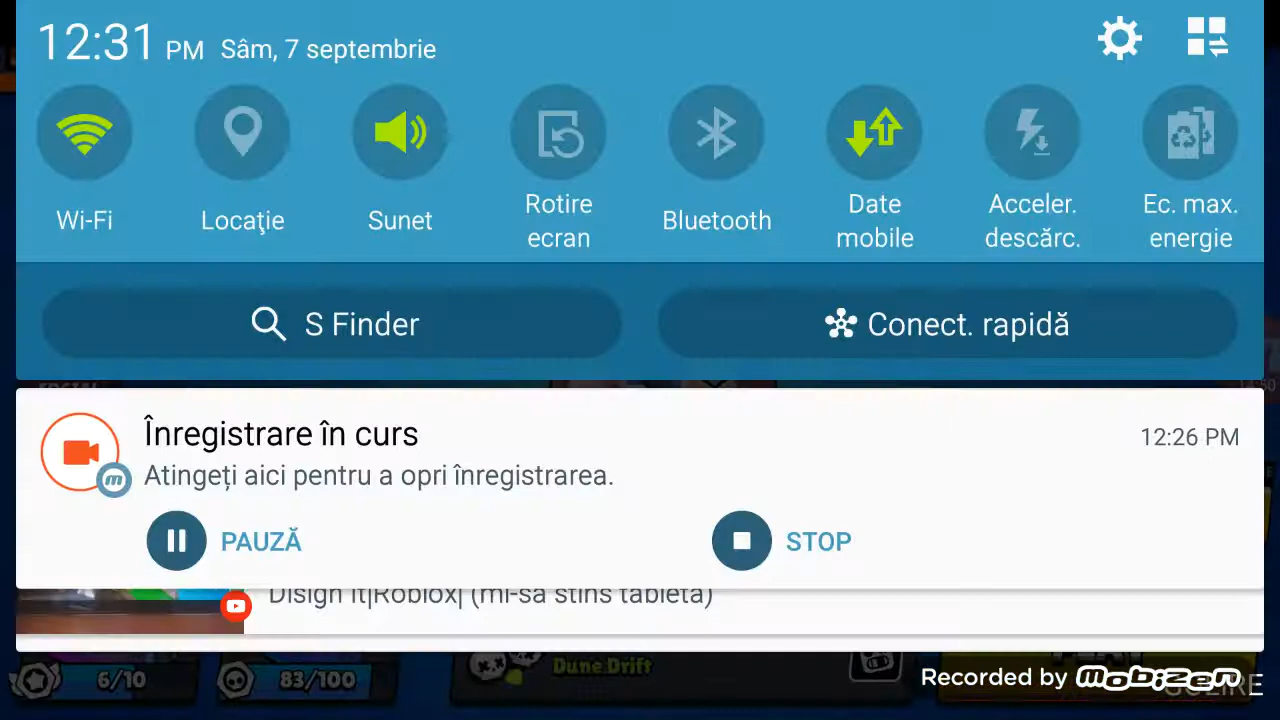 12:31 PM Sâm, 7 septembrie
Wi-Fi
Locaţie
Sunet
Rotire
ecran
Bluetooth
Date
mobile
Acceler.
descărc.
Ec. max.
energie
S Finder
Conect. rapidă
Înregistrare în curs
12:26 PM
Atingeți aici pentru a opri înregistrarea.
PAUZĂ
STOP
Disign it|Roblox| (mi-sa stins tableta)
6/10
83/100
Dune Drift
Recorded by mobizen
GOLIRE